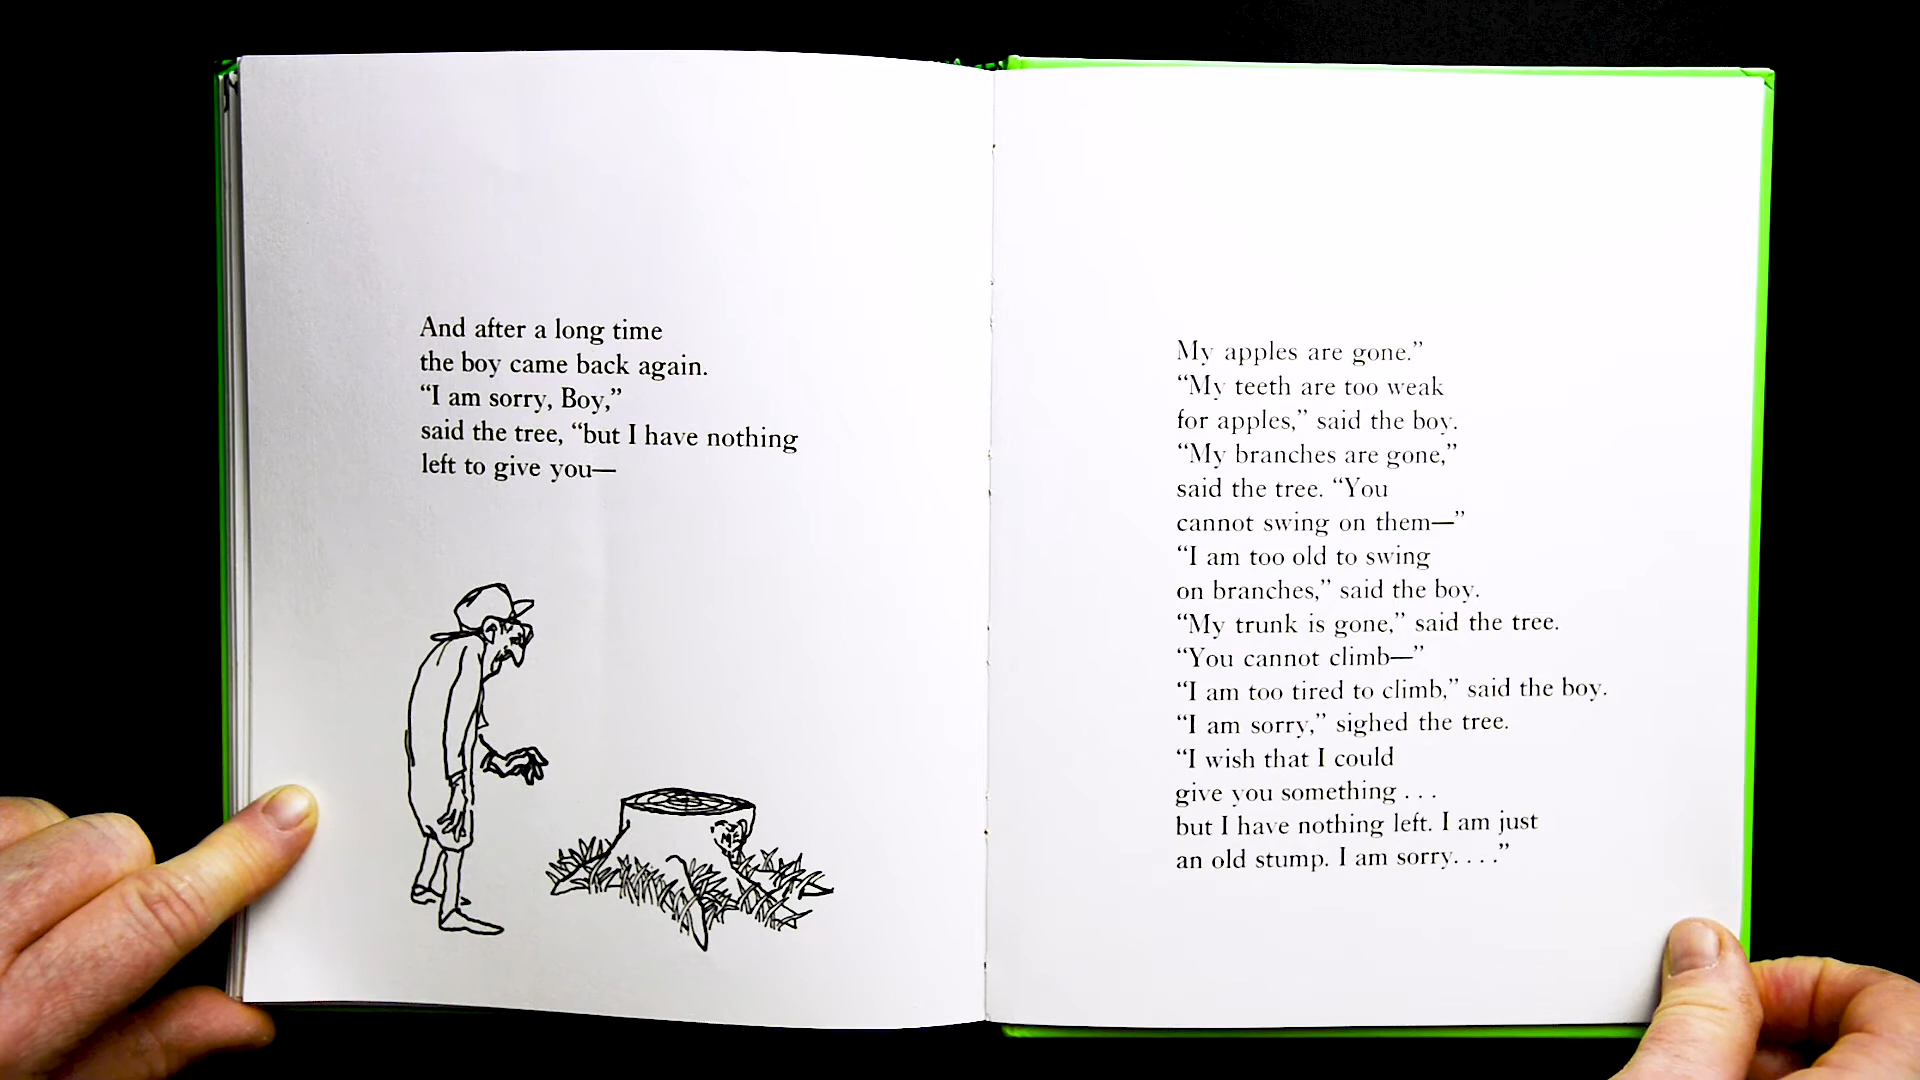 And after a long time
the boy came back again.
“I am sorry, Boy,”
said the tree, “but I have nothing
left to give you—
M E
My apples are gone.”
“My teeth are too weak
for apples,” said the boy.
“My branches are gone,”
said the tree. “You
cannot swing on them—”
“I am too old to swing
on branches,” said the boy.
“My trunk is gone,” said the tree.
“You cannot climb—”
“I am too tired to climb,” said the boy.
“I am sorry,” sighed the tree.
“I wish that I could
give you something . . .
but I have nothing left. I am just
an old stump. I am sorry. . . .”